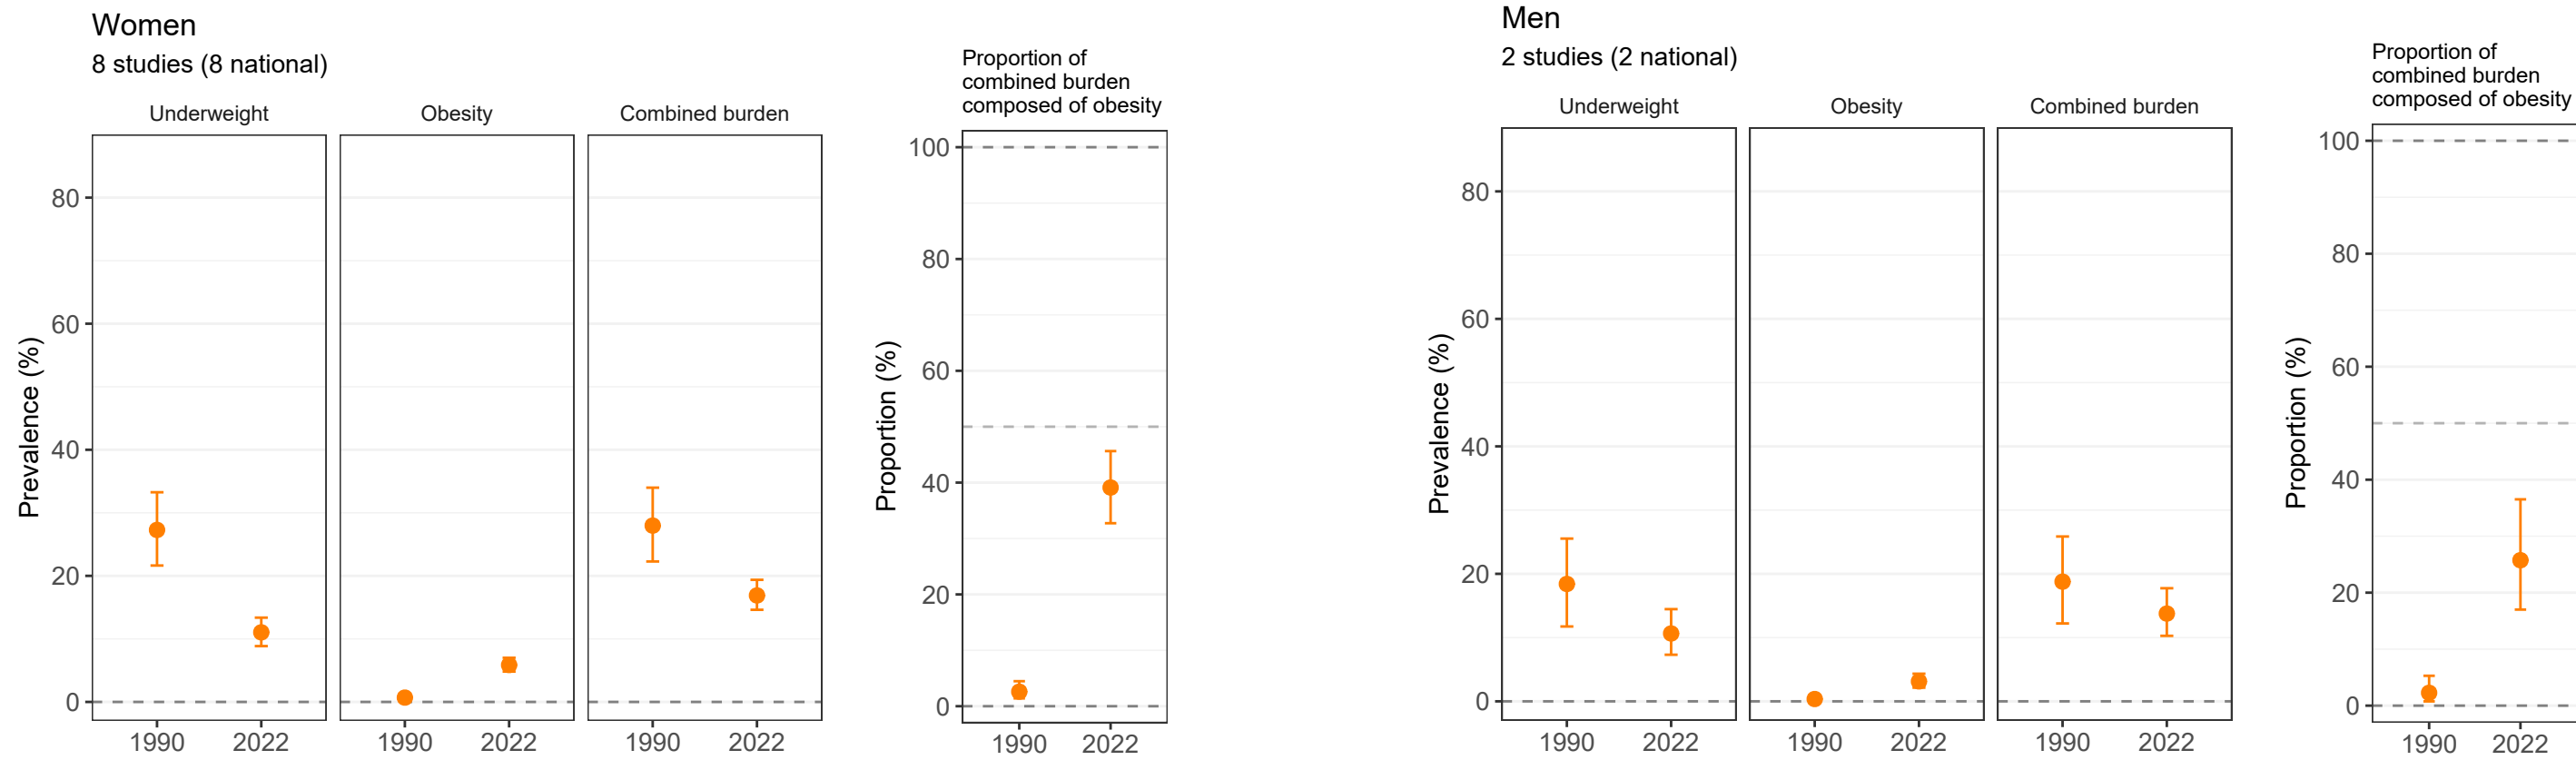 Women
8 studies (8 national)
Underweight
Obesity
Combined burden
Prevalence (%)
80
60
40
20
0
1990 2022
1990 2022
1990 2022
Proportion of
combined burden
composed of obesity
Proportion (%)
100
80
60
40
20
0
1990 2022
Men
2 studies (2 national)
Underweight
Obesity
Combined burden
Prevalence (%)
80
60
40
20
0
1990 2022
1990 2022
1990 2022
Proportion of
combined burden
composed of obesity
Proportion (%)
100
80
60
40
20
0
1990 2022